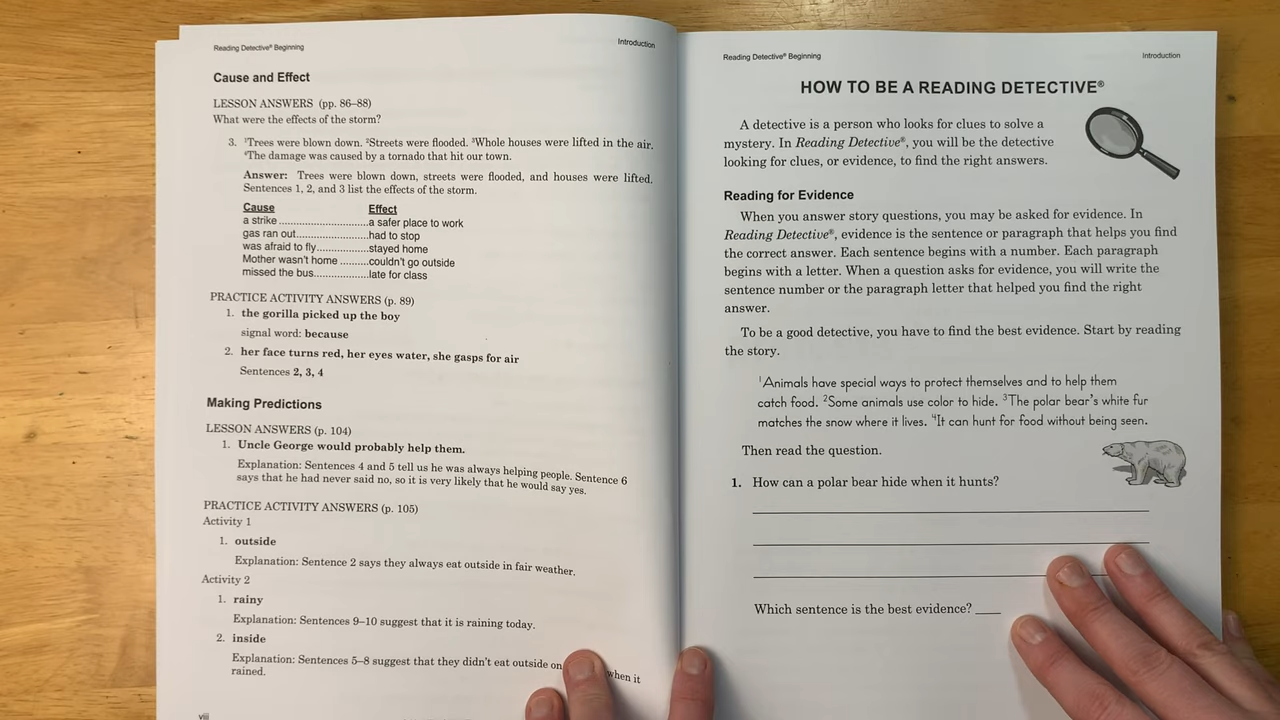 Reading Detective® Beginning
Introduction
Cause and Effect
LESSON ANSWERS (pp. 86–88)
What were the effects of the storm?
3. ¹Trees were blown down. ²Streets were flooded. ³Whole houses were lifted in the air.
⁴The damage was caused by a tornado that hit our town.
Answer: Trees were blown down, streets were flooded, and houses were lifted.
Sentences 1, 2, and 3 list the effects of the storm.
Cause Effect
a strike ..............................a safer place to work
gas ran out........................had to stop
was afraid to fly.................stayed home
Mother wasn't home ..........couldn't go outside
missed the bus...................late for class
PRACTICE ACTIVITY ANSWERS (p. 89)
1. the gorilla picked up the boy
signal word: because
2. her face turns red, her eyes water, she gasps for air
Sentences 2, 3, 4
Making Predictions
LESSON ANSWERS (p. 104)
1. Uncle George would probably help them.
Explanation: Sentences 4 and 5 tell us he was always helping people. Sentence 6
says that he had never said no, so it is very likely that he would say yes.
PRACTICE ACTIVITY ANSWERS (p. 105)
Activity 1
1. outside
Explanation: Sentence 2 says they always eat outside in fair weather.
Activity 2
1. rainy
Explanation: Sentences 9–10 suggest that it is raining today.
2. inside
Explanation: Sentences 5–8 suggest that they didn't eat outside on when it
rained.
viii
Reading Detective® Beginning
Introduction
HOW TO BE A READING DETECTIVE®
A detective is a person who looks for clues to solve a
mystery. In Reading Detective®, you will be the detective
looking for clues, or evidence, to find the right answers.
Reading for Evidence
When you answer story questions, you may be asked for evidence. In
Reading Detective®, evidence is the sentence or paragraph that helps you find
the correct answer. Each sentence begins with a number. Each paragraph
begins with a letter. When a question asks for evidence, you will write the
sentence number or the paragraph letter that helped you find the right
answer.
To be a good detective, you have to find the best evidence. Start by reading
the story.
¹Animals have special ways to protect themselves and to help them
catch food. ²Some animals use color to hide. ³The polar bear's white fur
matches the snow where it lives. ⁴It can hunt for food without being seen.
Then read the question.
1. How can a polar bear hide when it hunts?
Which sentence is the best evidence? ___